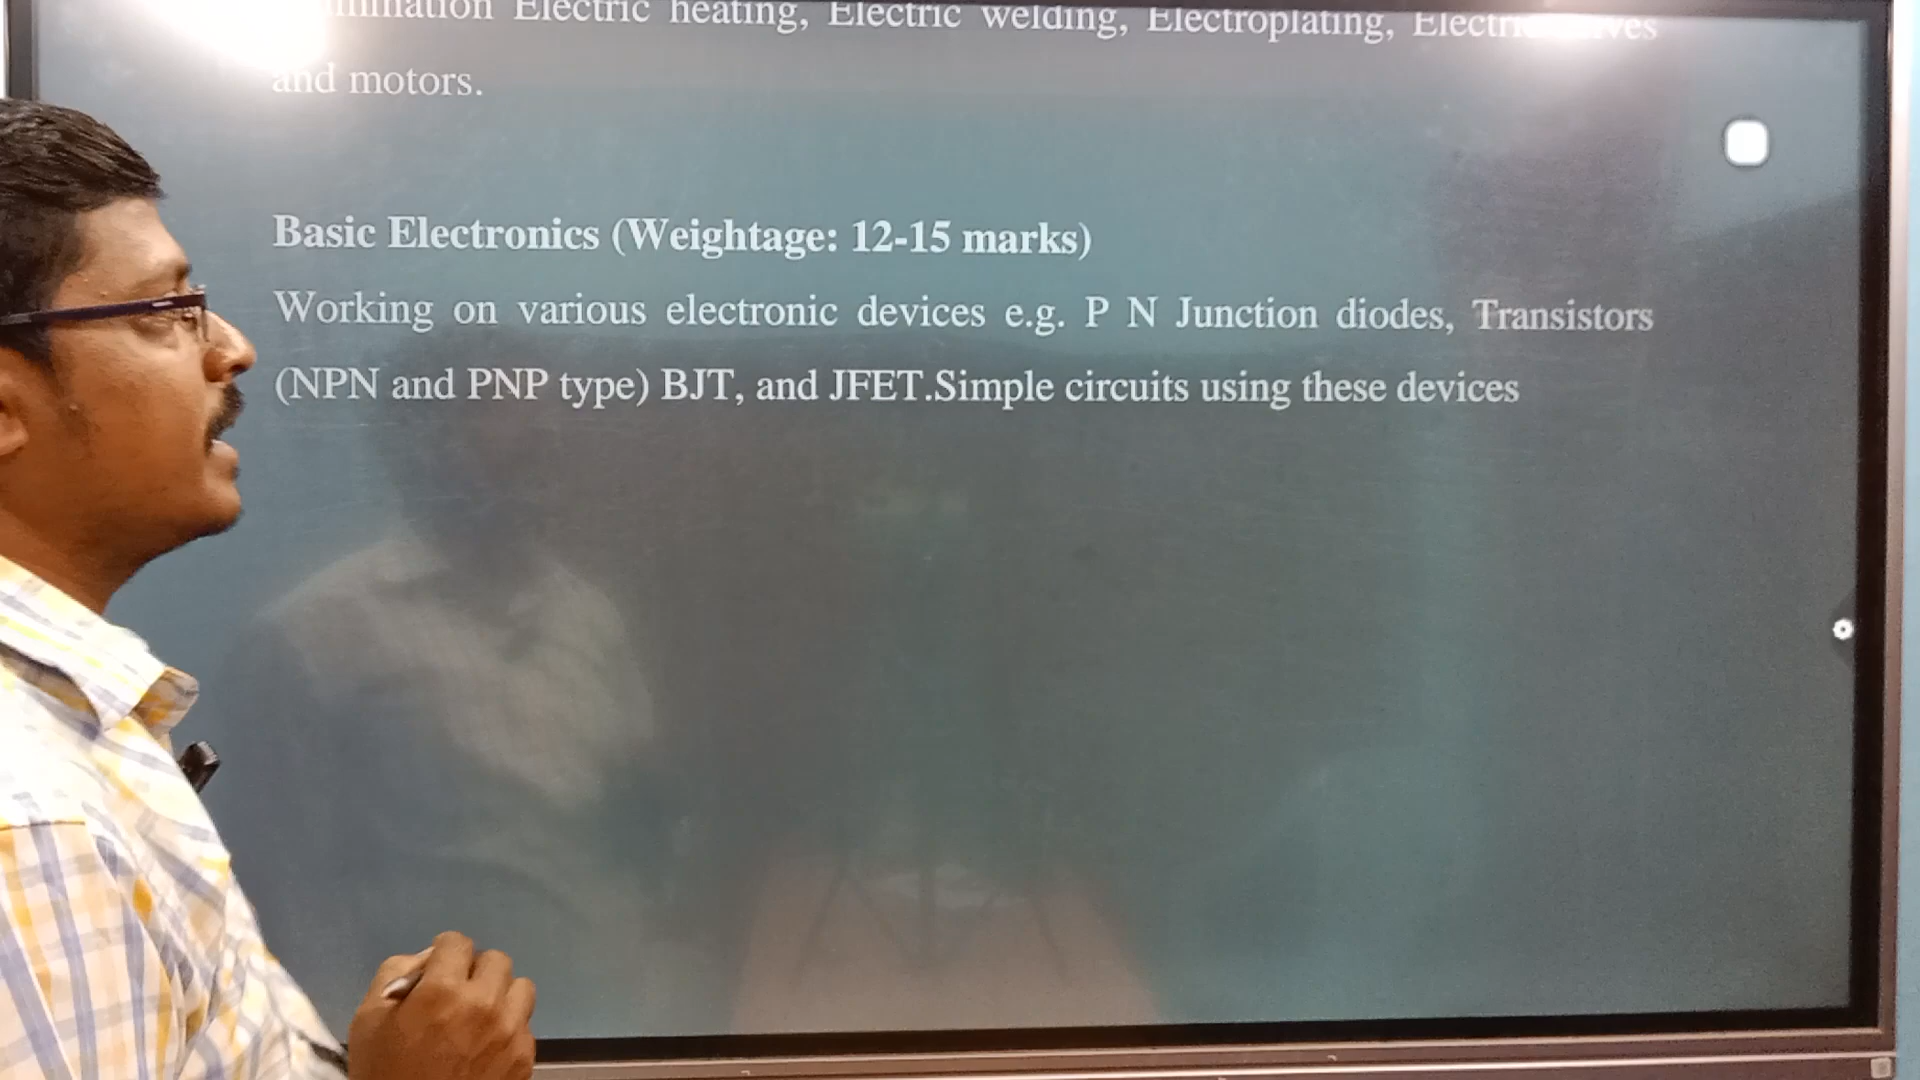 Electric heating, Electric welding, Electroplating,
and motors.
Basic Electronics (Weightage: 12-15 marks)
Working on various electronic devices e.g. P N Junction diodes, Transistors
(NPN and PNP type) BJT, and JFET.Simple circuits using these devices